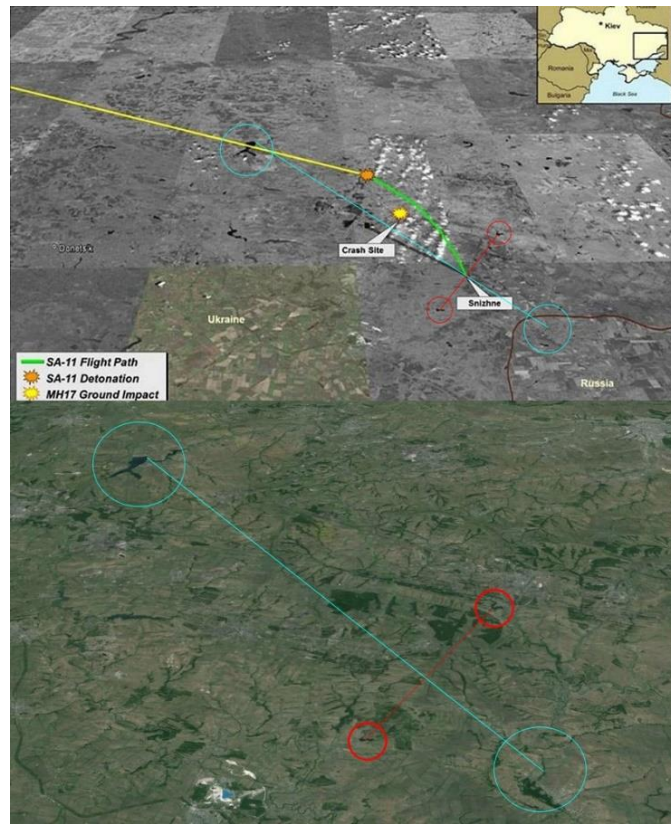 Kiev
Romania
Bulgaria
Black Sea
Donets'k
Crash Site
Snizhne
Ukraine
SA-11 Flight Path
SA-11 Detonation
MH17 Ground Impact
Russia